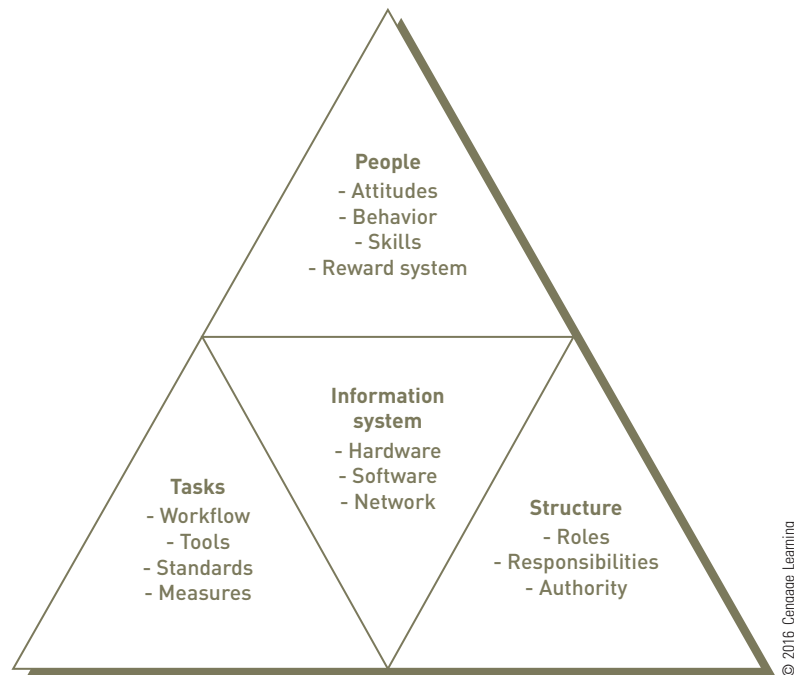 People
- Attitudes
- Behavior
- Skills
- Reward system
Information
system
- Hardware
- Software
- Network
Tasks
- Workflow
- Tools
- Standards
- Measures
Structure
- Roles
- Responsibilities
- Authority
© 2016 Cengage Learning